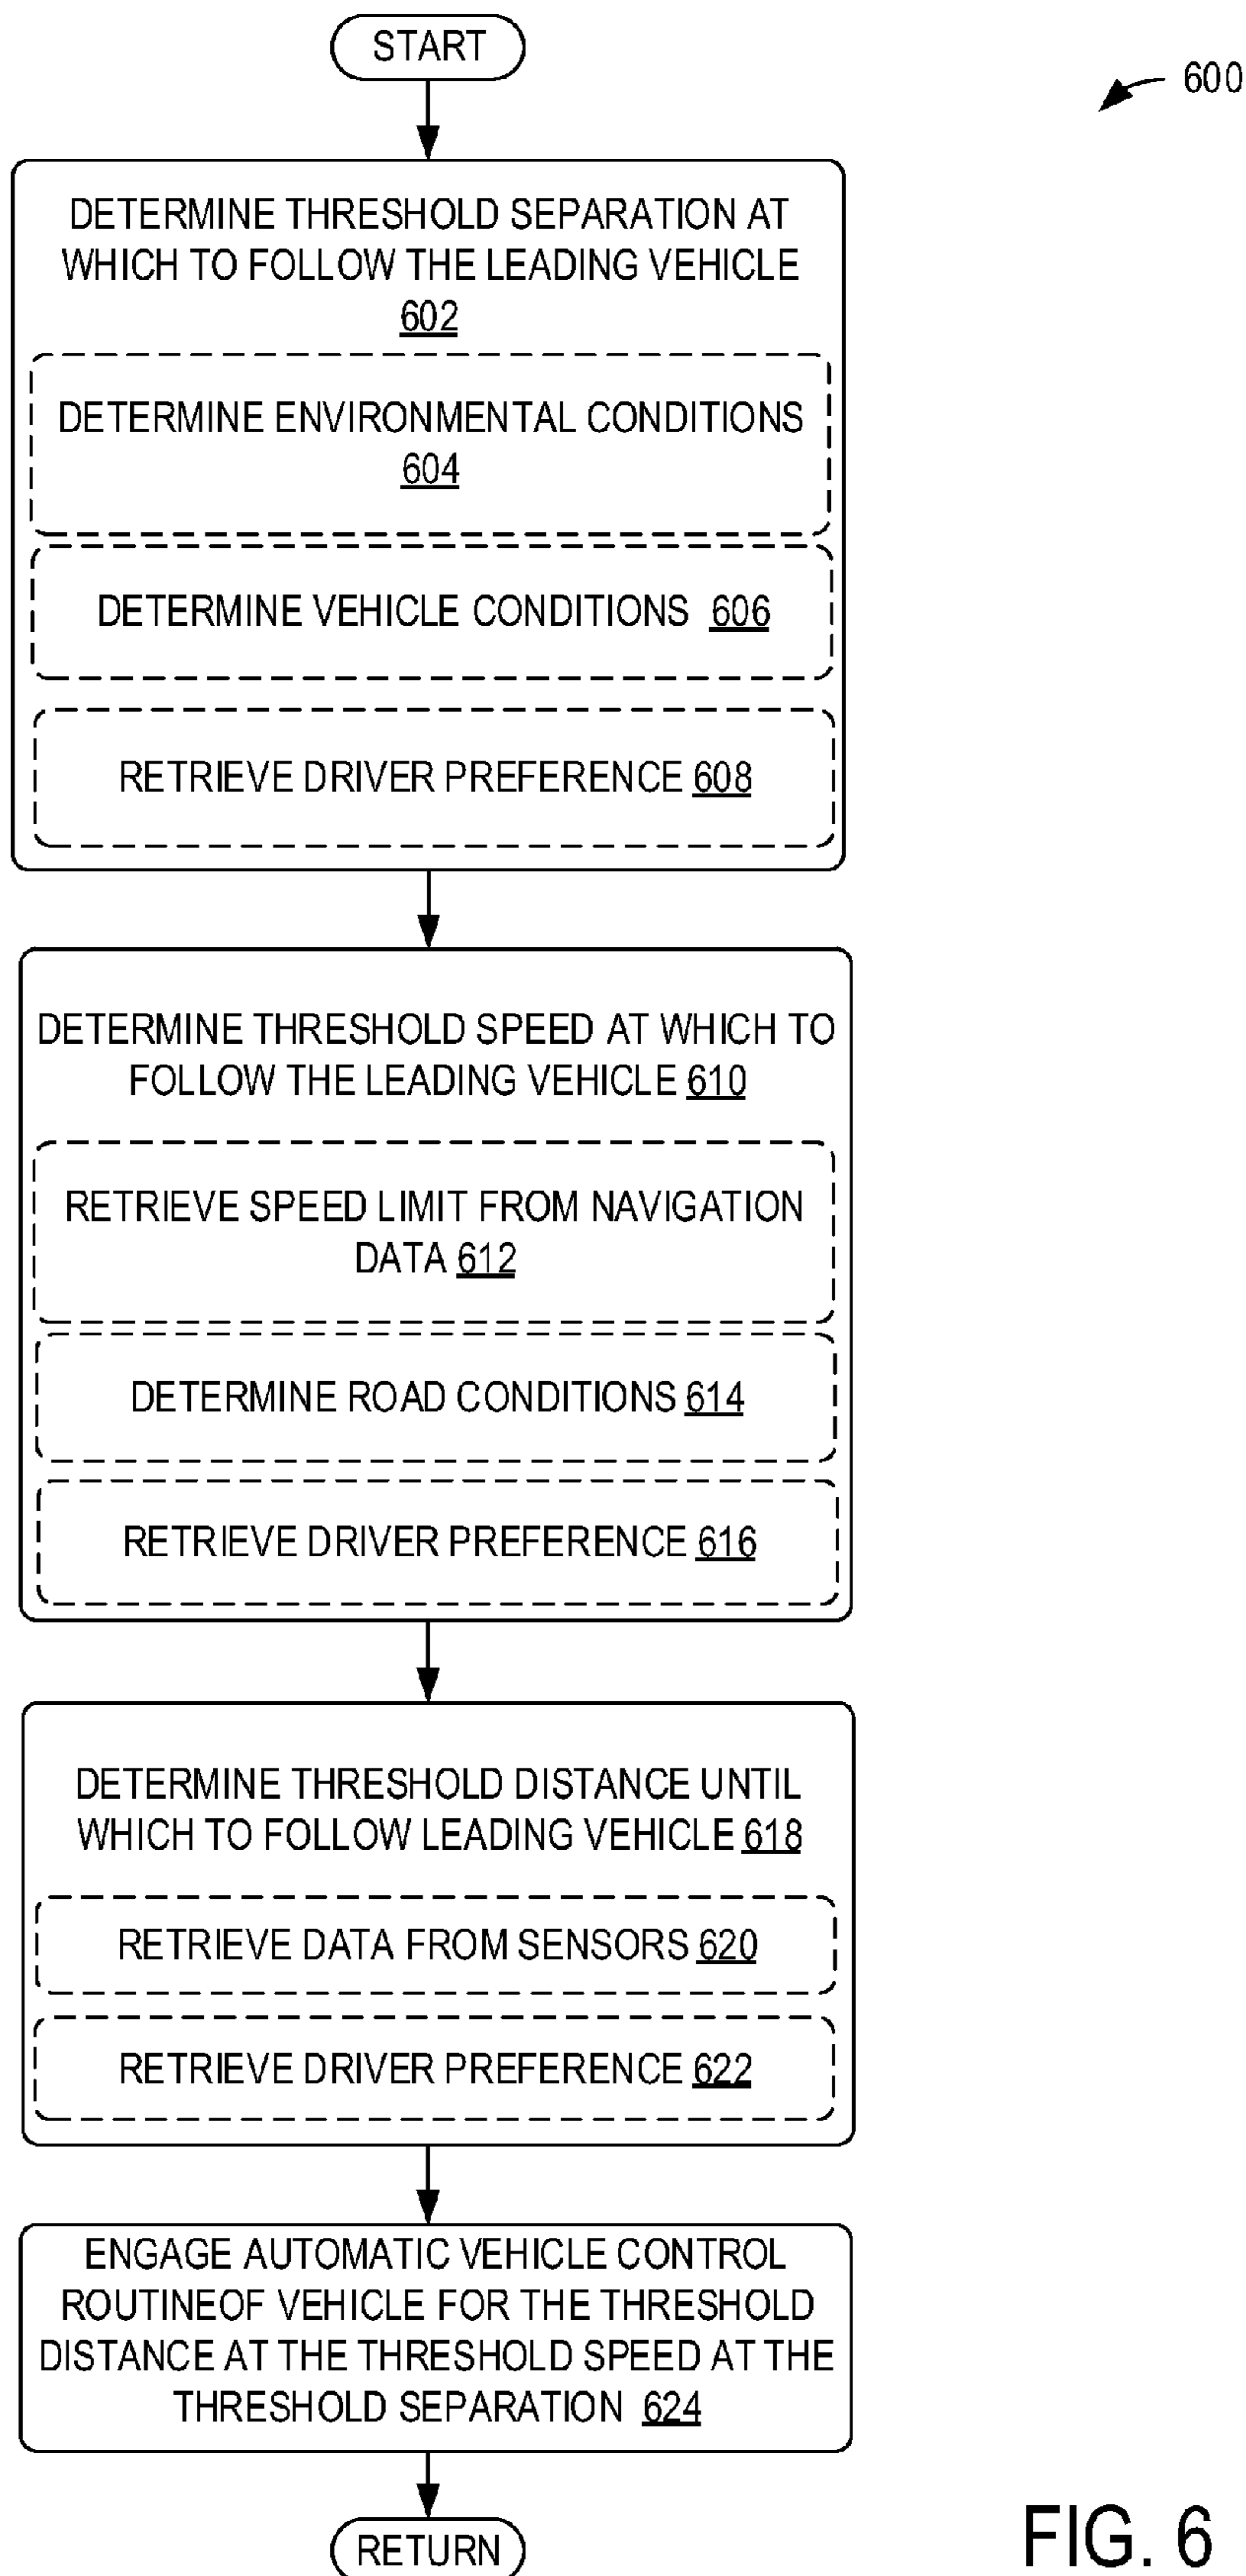 START
600
DETERMINE THRESHOLD SEPARATION AT
WHICH TO FOLLOW THE LEADING VEHICLE
602
DETERMINE ENVIRONMENTAL CONDITIONS
604
DETERMINE VEHICLE CONDITIONS 606
RETRIEVE DRIVER PREFERENCE 608
DETERMINE THRESHOLD SPEED AT WHICH TO
FOLLOW THE LEADING VEHICLE 610
RETRIEVE SPEED LIMIT FROM NAVIGATION
DATA 612
DETERMINE ROAD CONDITIONS 614
RETRIEVE DRIVER PREFERENCE 616
DETERMINE THRESHOLD DISTANCE UNTIL
WHICH TO FOLLOW LEADING VEHICLE 618
RETRIEVE DATA FROM SENSORS 620
RETRIEVE DRIVER PREFERENCE 622
ENGAGE AUTOMATIC VEHICLE CONTROL
ROUTINEOF VEHICLE FOR THE THRESHOLD
DISTANCE AT THE THRESHOLD SPEED AT THE
THRESHOLD SEPARATION 624
RETURN
FIG. 6